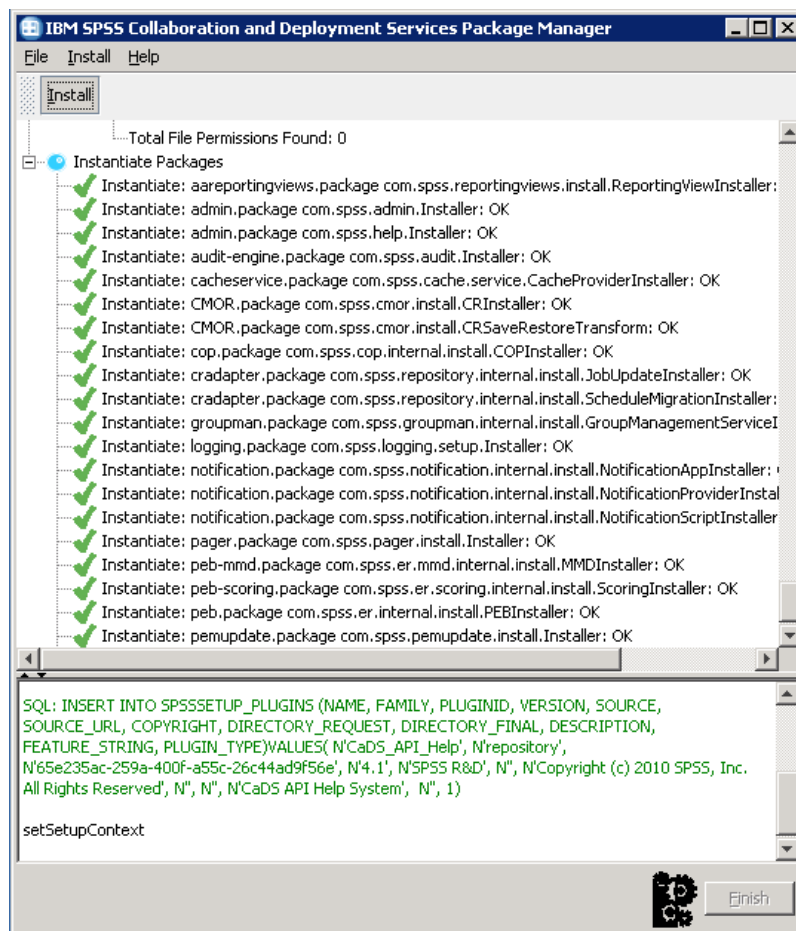 IBM SPSS Collaboration and Deployment Services Package Manager
File Install Help
Install
Total File Permissions Found: 0
Instantiate Packages
Instantiate: aareportingviews.package com.spss.reportingviews.install.ReportingViewInstaller:
Instantiate: admin.package com.spss.admin.Installer: OK
Instantiate: admin.package com.spss.help.Installer: OK
Instantiate: audit-engine.package com.spss.audit.Installer: OK
Instantiate: cacheservice.package com.spss.cache.service.CacheProviderInstaller: OK
Instantiate: CMOR.package com.spss.cmor.install.CRInstaller: OK
Instantiate: CMOR.package com.spss.cmor.install.CRSaveRestoreTransform: OK
Instantiate: cop.package com.spss.cop.internal.install.COPInstaller: OK
Instantiate: cradapter.package com.spss.repository.internal.install.JobUpdateInstaller: OK
Instantiate: cradapter.package com.spss.repository.internal.install.ScheduleMigrationInstaller:
Instantiate: groupman.package com.spss.groupman.internal.install.GroupManagementServiceI
Instantiate: logging.package com.spss.logging.setup.Installer: OK
Instantiate: notification.package com.spss.notification.internal.install.NotificationAppInstaller:
Instantiate: notification.package com.spss.notification.internal.install.NotificationProviderInstal
Instantiate: notification.package com.spss.notification.internal.install.NotificationScriptInstaller
Instantiate: pager.package com.spss.pager.install.Installer: OK
Instantiate: peb-mmd.package com.spss.er.mmd.internal.install.MMDInstaller: OK
Instantiate: peb-scoring.package com.spss.er.scoring.internal.install.ScoringInstaller: OK
Instantiate: peb.package com.spss.er.internal.install.PEBInstaller: OK
Instantiate: pemupdate.package com.spss.pemupdate.install.Installer: OK
SQL: INSERT INTO SPSSSETUP_PLUGINS (NAME, FAMILY, PLUGINID, VERSION, SOURCE,
SOURCE_URL, COPYRIGHT, DIRECTORY_REQUEST, DIRECTORY_FINAL, DESCRIPTION,
FEATURE_STRING, PLUGIN_TYPE)VALUES( N'CaDS_API_Help', N'repository',
N'65e235ac-259a-400f-a55c-26c44ad9f56e', N'4.1', N'SPSS R&D', N'', N'Copyright (c) 2010 SPSS, Inc.
All Rights Reserved', N'', N'', N'CaDS API Help System', N'', 1)
setSetupContext
Finish